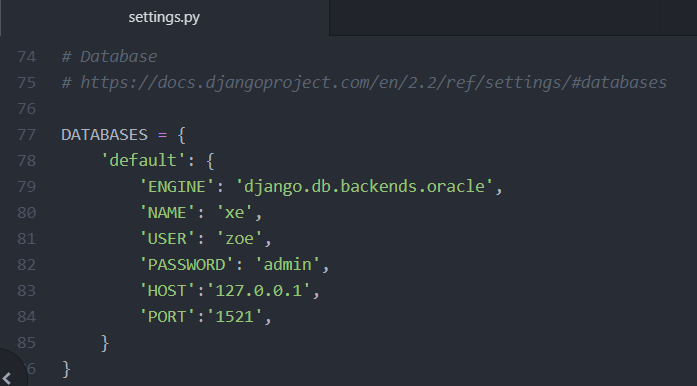 settings.py
74 # Database
75 # https://docs.djangoproject.com/en/2.2/ref/settings/#databases
76
77 DATABASES = {
78     'default': {
79         'ENGINE': 'django.db.backends.oracle',
80         'NAME': 'xe',
81         'USER': 'zoe',
82         'PASSWORD': 'admin',
83         'HOST':'127.0.0.1',
84         'PORT':'1521',
85     }
6 }